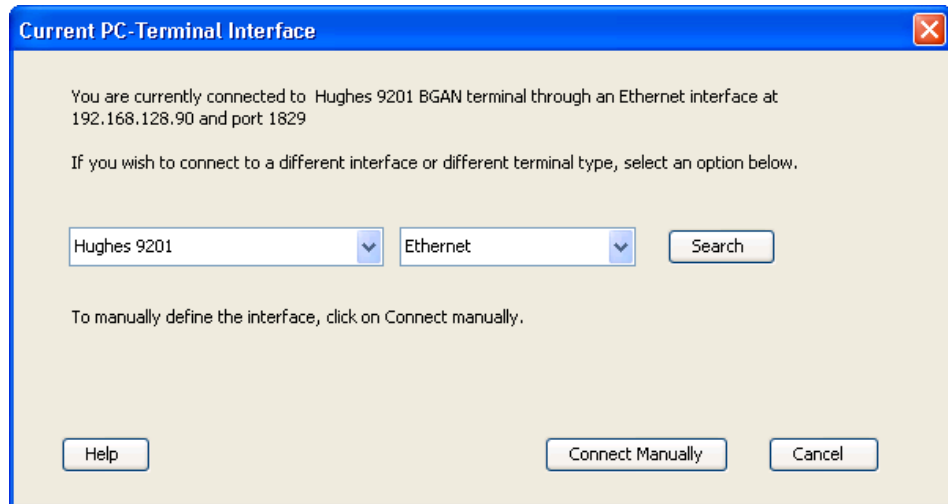 Current PC-Terminal Interface
You are currently connected to Hughes 9201 BGAN terminal through an Ethernet interface at
192.168.128.90 and port 1829
If you wish to connect to a different interface or different terminal type, select an option below.
Hughes 9201 Ethernet Search
To manually define the interface, click on Connect manually.
Help Connect Manually Cancel